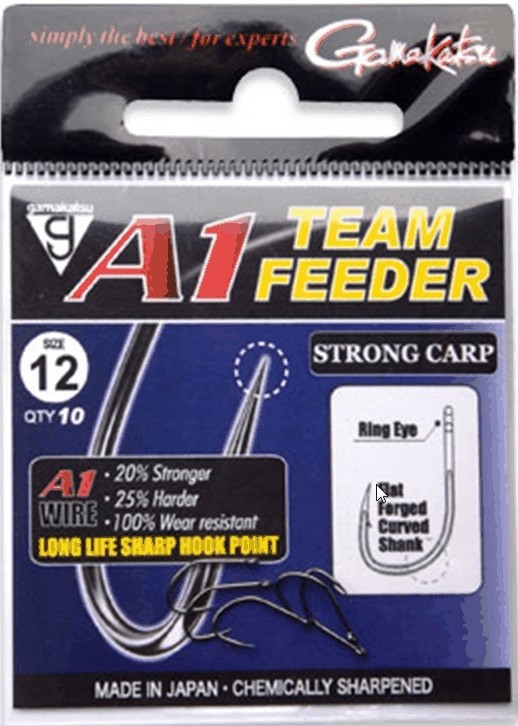 simply the best / for experts
Gamakatsu
gamakatsu
G
A1 TEAM
FEEDER
SIZE
12
QTY 10
STRONG CARP
Ring Eye
Flat
Forged
Curved
Shank
A1
WIRE
• 20% Stronger
• 25% Harder
• 100% Wear resistant
LONG LIFE SHARP HOOK POINT
MADE IN JAPAN • CHEMICALLY SHARPENED